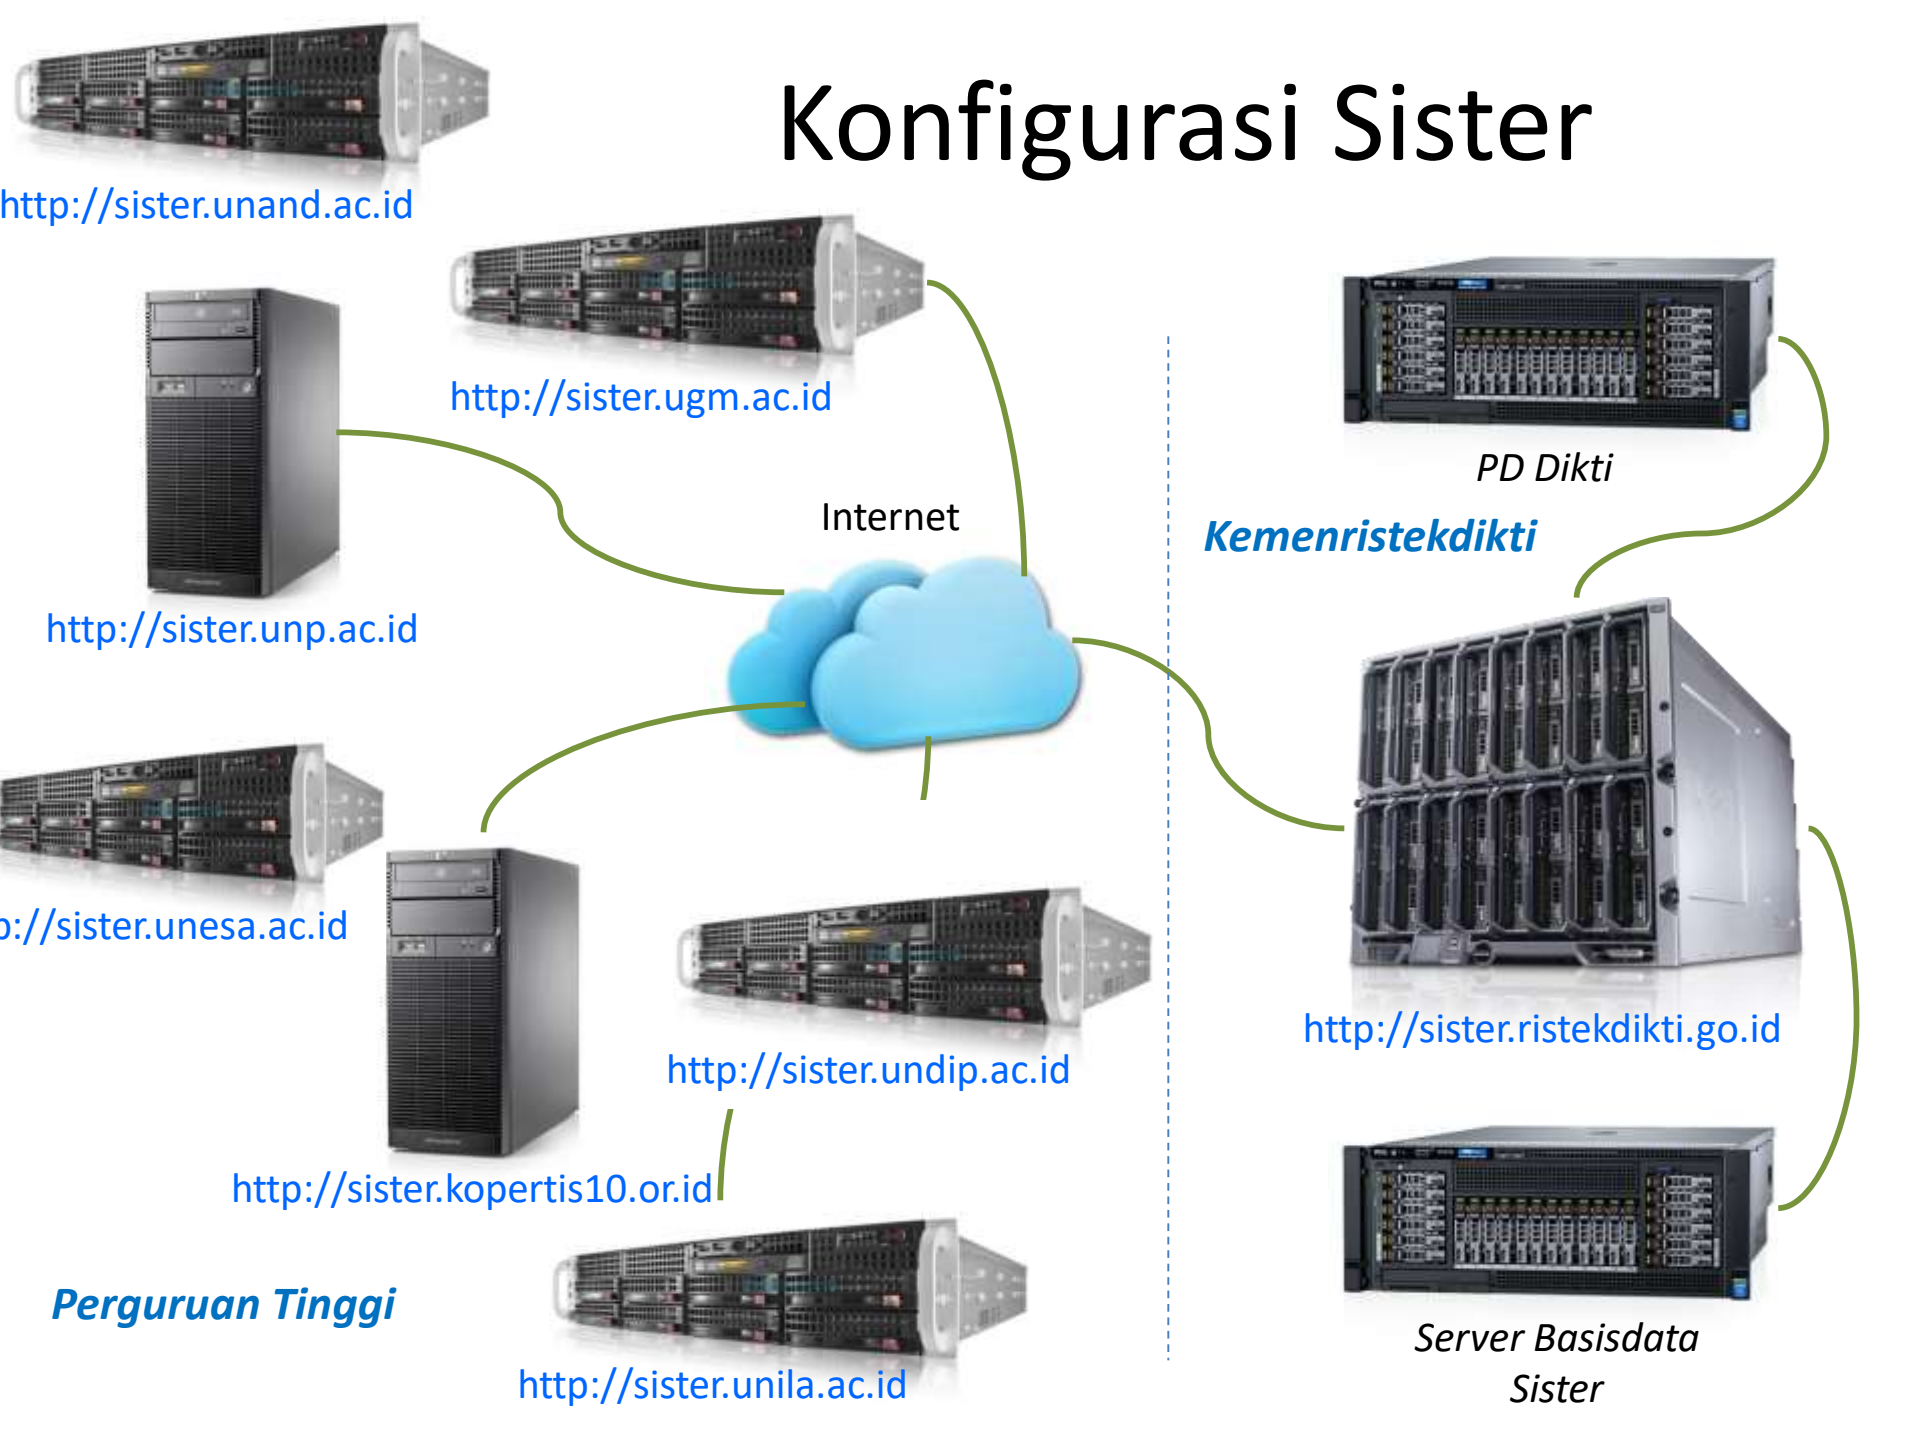 Konfigurasi Sister
http://sister.unand.ac.id
http://sister.ugm.ac.id
PD Dikti
Internet
Kemenristekdikti
http://sister.unp.ac.id
p://sister.unesa.ac.id
http://sister.ristekdikti.go.id
http://sister.undip.ac.id
http://sister.kopertis10.or.id
Perguruan Tinggi
http://sister.unila.ac.id
Server Basisdata
Sister